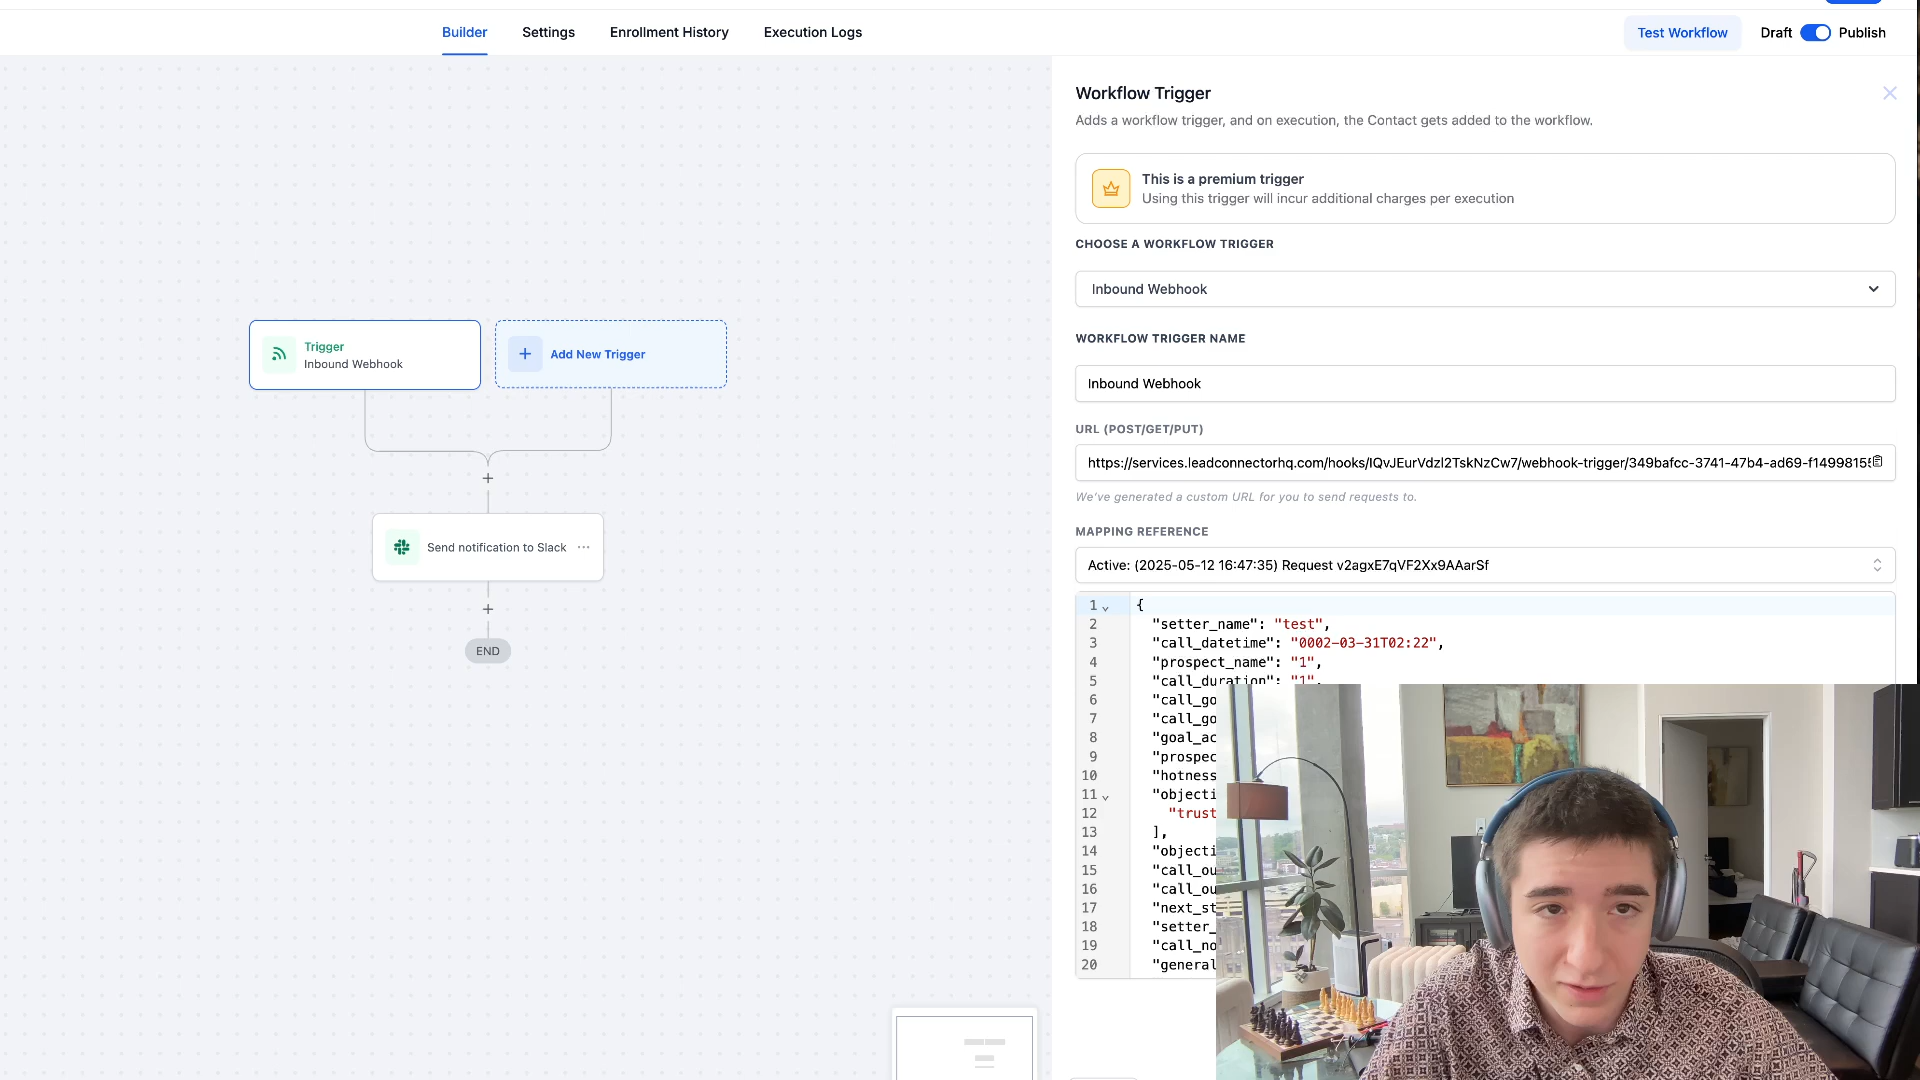 Builder
Settings
Enrollment History
Execution Logs
Test Workflow
Draft
Publish
Trigger
Inbound Webhook
Add New Trigger
Send notification to Slack
END
Workflow Trigger
Adds a workflow trigger, and on execution, the Contact gets added to the workflow.
This is a premium trigger
Using this trigger will incur additional charges per execution
CHOOSE A WORKFLOW TRIGGER
Inbound Webhook
WORKFLOW TRIGGER NAME
Inbound Webhook
URL (POST/GET/PUT)
https://services.leadconnectorhq.com/hooks/IQvJEurVdzI2TskNzCw7/webhook-trigger/349bafcc-3741-47b4-ad69-f1499815
We've generated a custom URL for you to send requests to.
MAPPING REFERENCE
Active: (2025-05-12 16:47:35) Request v2agxE7qVF2Xx9AAarSf
1 {
2 "setter_name": "test",
3 "call_datetime": "0002-03-31T02:22",
4 "prospect_name": "1",
5 "call_duration": "1",
6 "call_go
7 "call_go
8 "goal_ac
9 "prospec
10 "hotness
11 "objecti
12 "trust
13 ],
14 "objecti
15 "call_ou
16 "call_ou
17 "next_st
18 "setter_
19 "call_no
20 "general